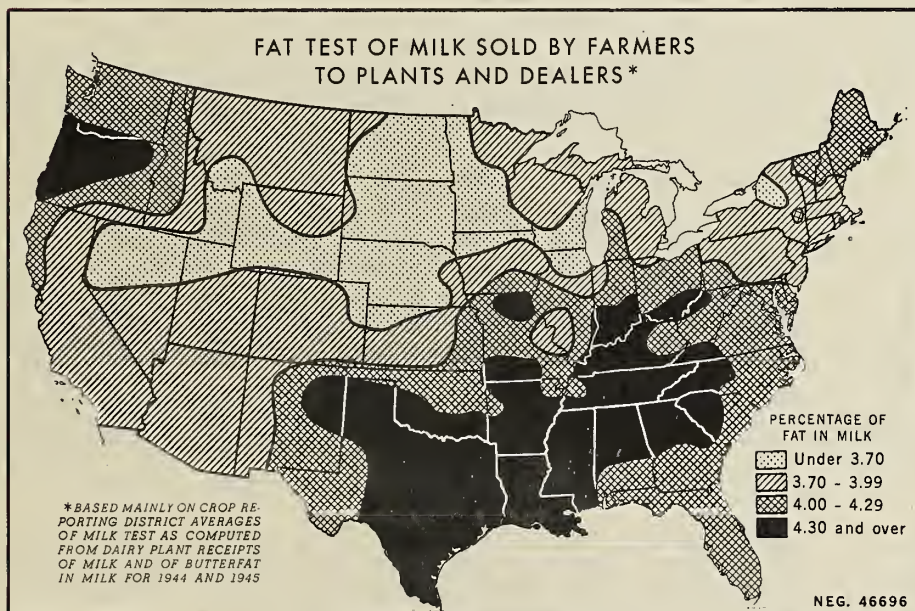 FAT TEST OF MILK SOLD BY FARMERS
TO PLANTS AND DEALERS*
PERCENTAGE OF
FAT IN MILK
Under 3.70
3.70 - 3.99
4.00 - 4.29
4.30 and over
*BASED MAINLY ON CROP RE-
PORTING DISTRICT AVERAGES
OF MILK TEST AS COMPUTED
FROM DAIRY PLANT RECEIPTS
OF MILK AND OF BUTTERFAT
IN MILK FOR 1944 AND 1945
NEG. 46696